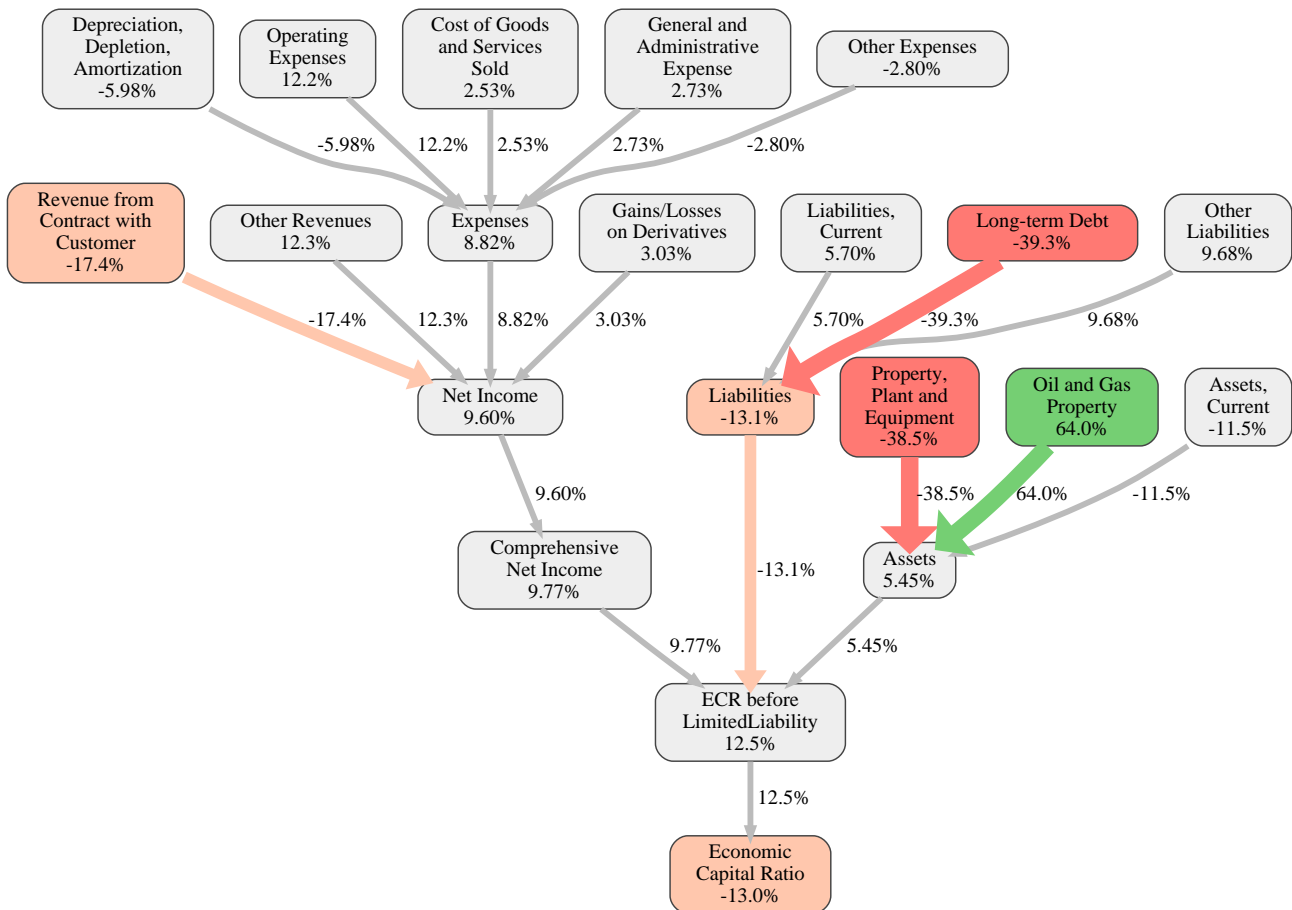 Depreciation,
Depletion,
Amortization
-5.98%
Operating
Expenses
12.2%
Cost of Goods
and Services
Sold
2.53%
General and
Administrative
Expense
2.73%
Other Expenses
-2.80%
-5.98%
12.2%
2.53%
2.73%
-2.80%
Revenue from
Contract with
Customer
-17.4%
Other Revenues
12.3%
Expenses
8.82%
Gains/Losses
on Derivatives
3.03%
Liabilities,
Current
5.70%
Long-term Debt
-39.3%
Other
Liabilities
9.68%
-17.4%
12.3%
8.82%
3.03%
5.70%
-39.3%
9.68%
Net Income
9.60%
Liabilities
-13.1%
Property,
Plant and
Equipment
-38.5%
Oil and Gas
Property
64.0%
Assets,
Current
-11.5%
9.60%
-38.5%
64.0%
-11.5%
Comprehensive
Net Income
9.77%
-13.1%
Assets
5.45%
9.77%
5.45%
ECR before
LimitedLiability
12.5%
12.5%
Economic
Capital Ratio
-13.0%